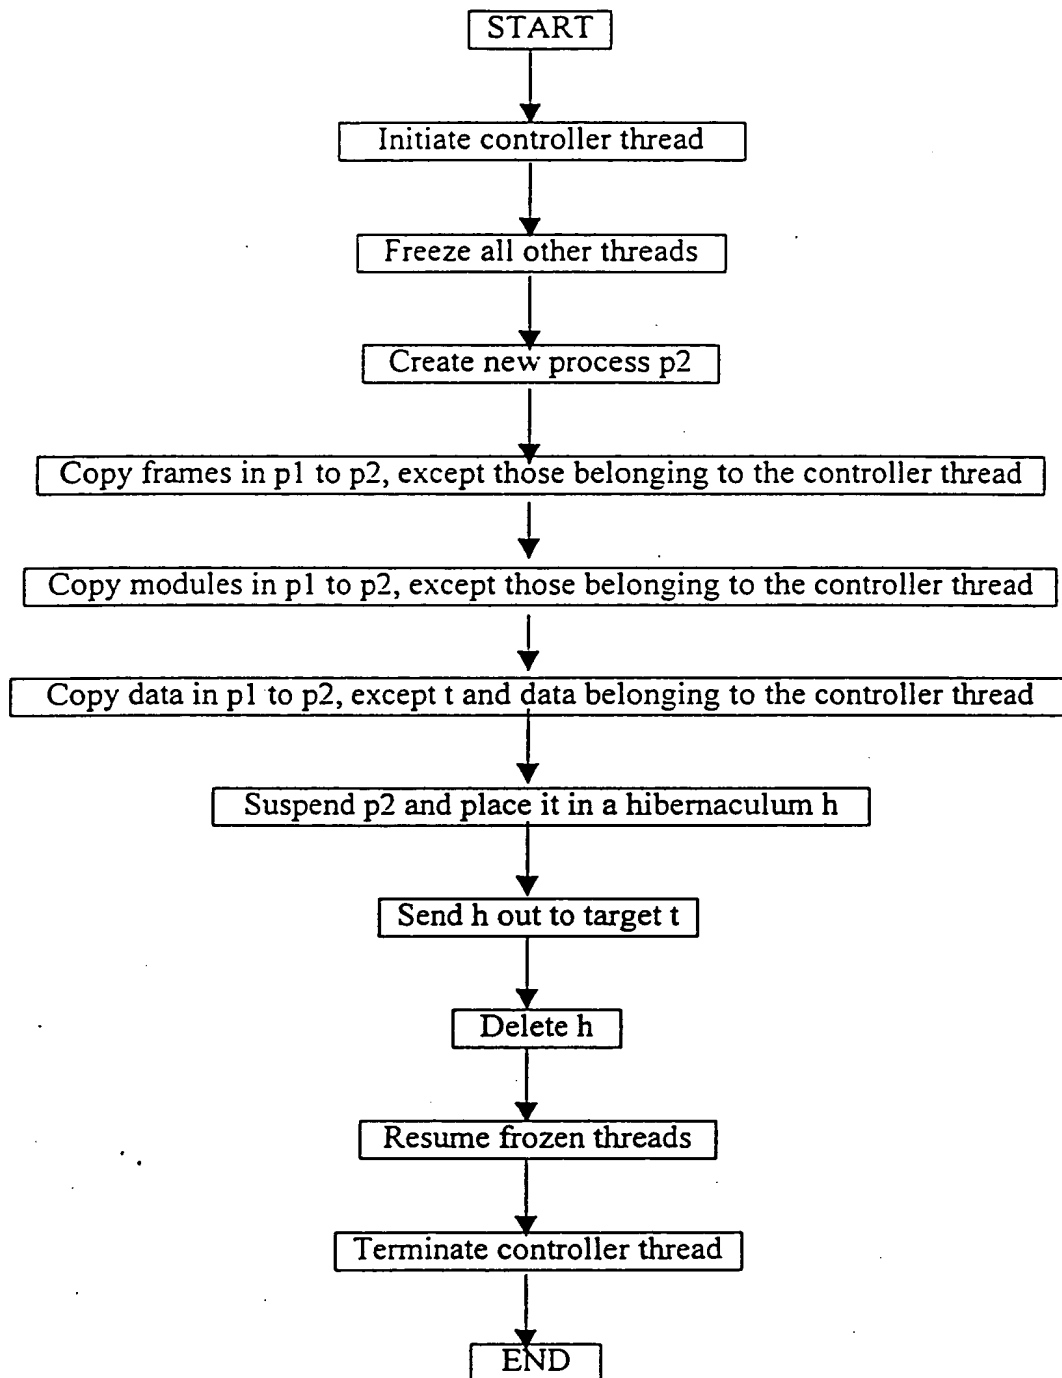 START
Initiate controller thread
Freeze all other threads
Create new process p2
Copy frames in p1 to p2, except those belonging to the controller thread
Copy modules in p1 to p2, except those belonging to the controller thread
Copy data in p1 to p2, except t and data belonging to the controller thread
Suspend p2 and place it in a hibernaculum h
Send h out to target t
Delete h
Resume frozen threads
Terminate controller thread
END